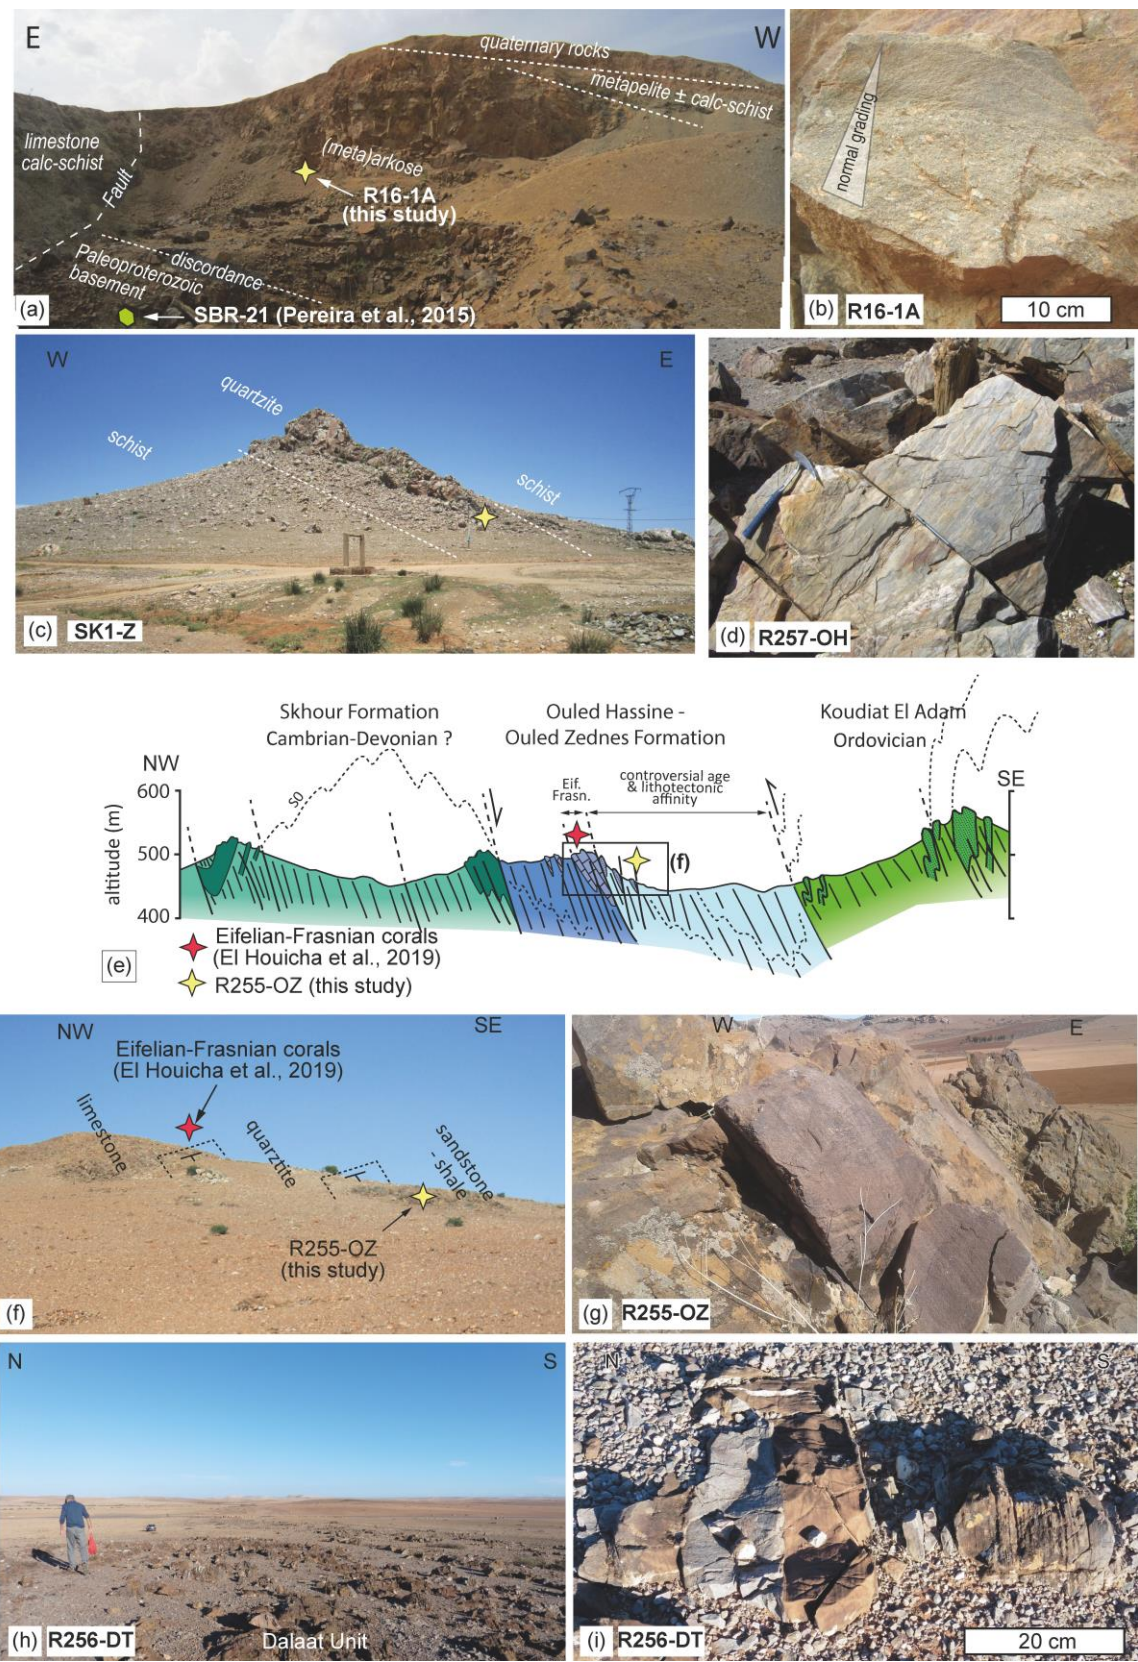 E
W
quaternary rocks
metapelite ± calc-schist
limestone
calc-schist
Fault
(meta)arkose
R16-1A
(this study)
discordance
Paleoproterozoic
basement
SBR-21 (Pereira et al., 2015)
(a)
normal grading
(b)
R16-1A
10 cm
W
E
quartzite
schist
schist
(c)
SK1-Z
(d)
R257-OH
Skhour Formation
Cambrian-Devonian ?
Ouled Hassine -
Ouled Zednes Formation
Koudiat El Adam
Ordovician
NW
SE
600
500
400
altitude (m)
S0
Eif.
Frasn.
controversial age
& lithotectonic
affinity
(f)
Eifelian-Frasnian corals
(El Houicha et al., 2019)
R255-OZ (this study)
(e)
NW
SE
Eifelian-Frasnian corals
(El Houicha et al., 2019)
limestone
quarztite
sandstone
-shale
R255-OZ
(this study)
(f)
W
E
(g)
R255-OZ
N
S
(h)
R256-DT
Dalaat Unit
N
S
(i)
R256-DT
20 cm